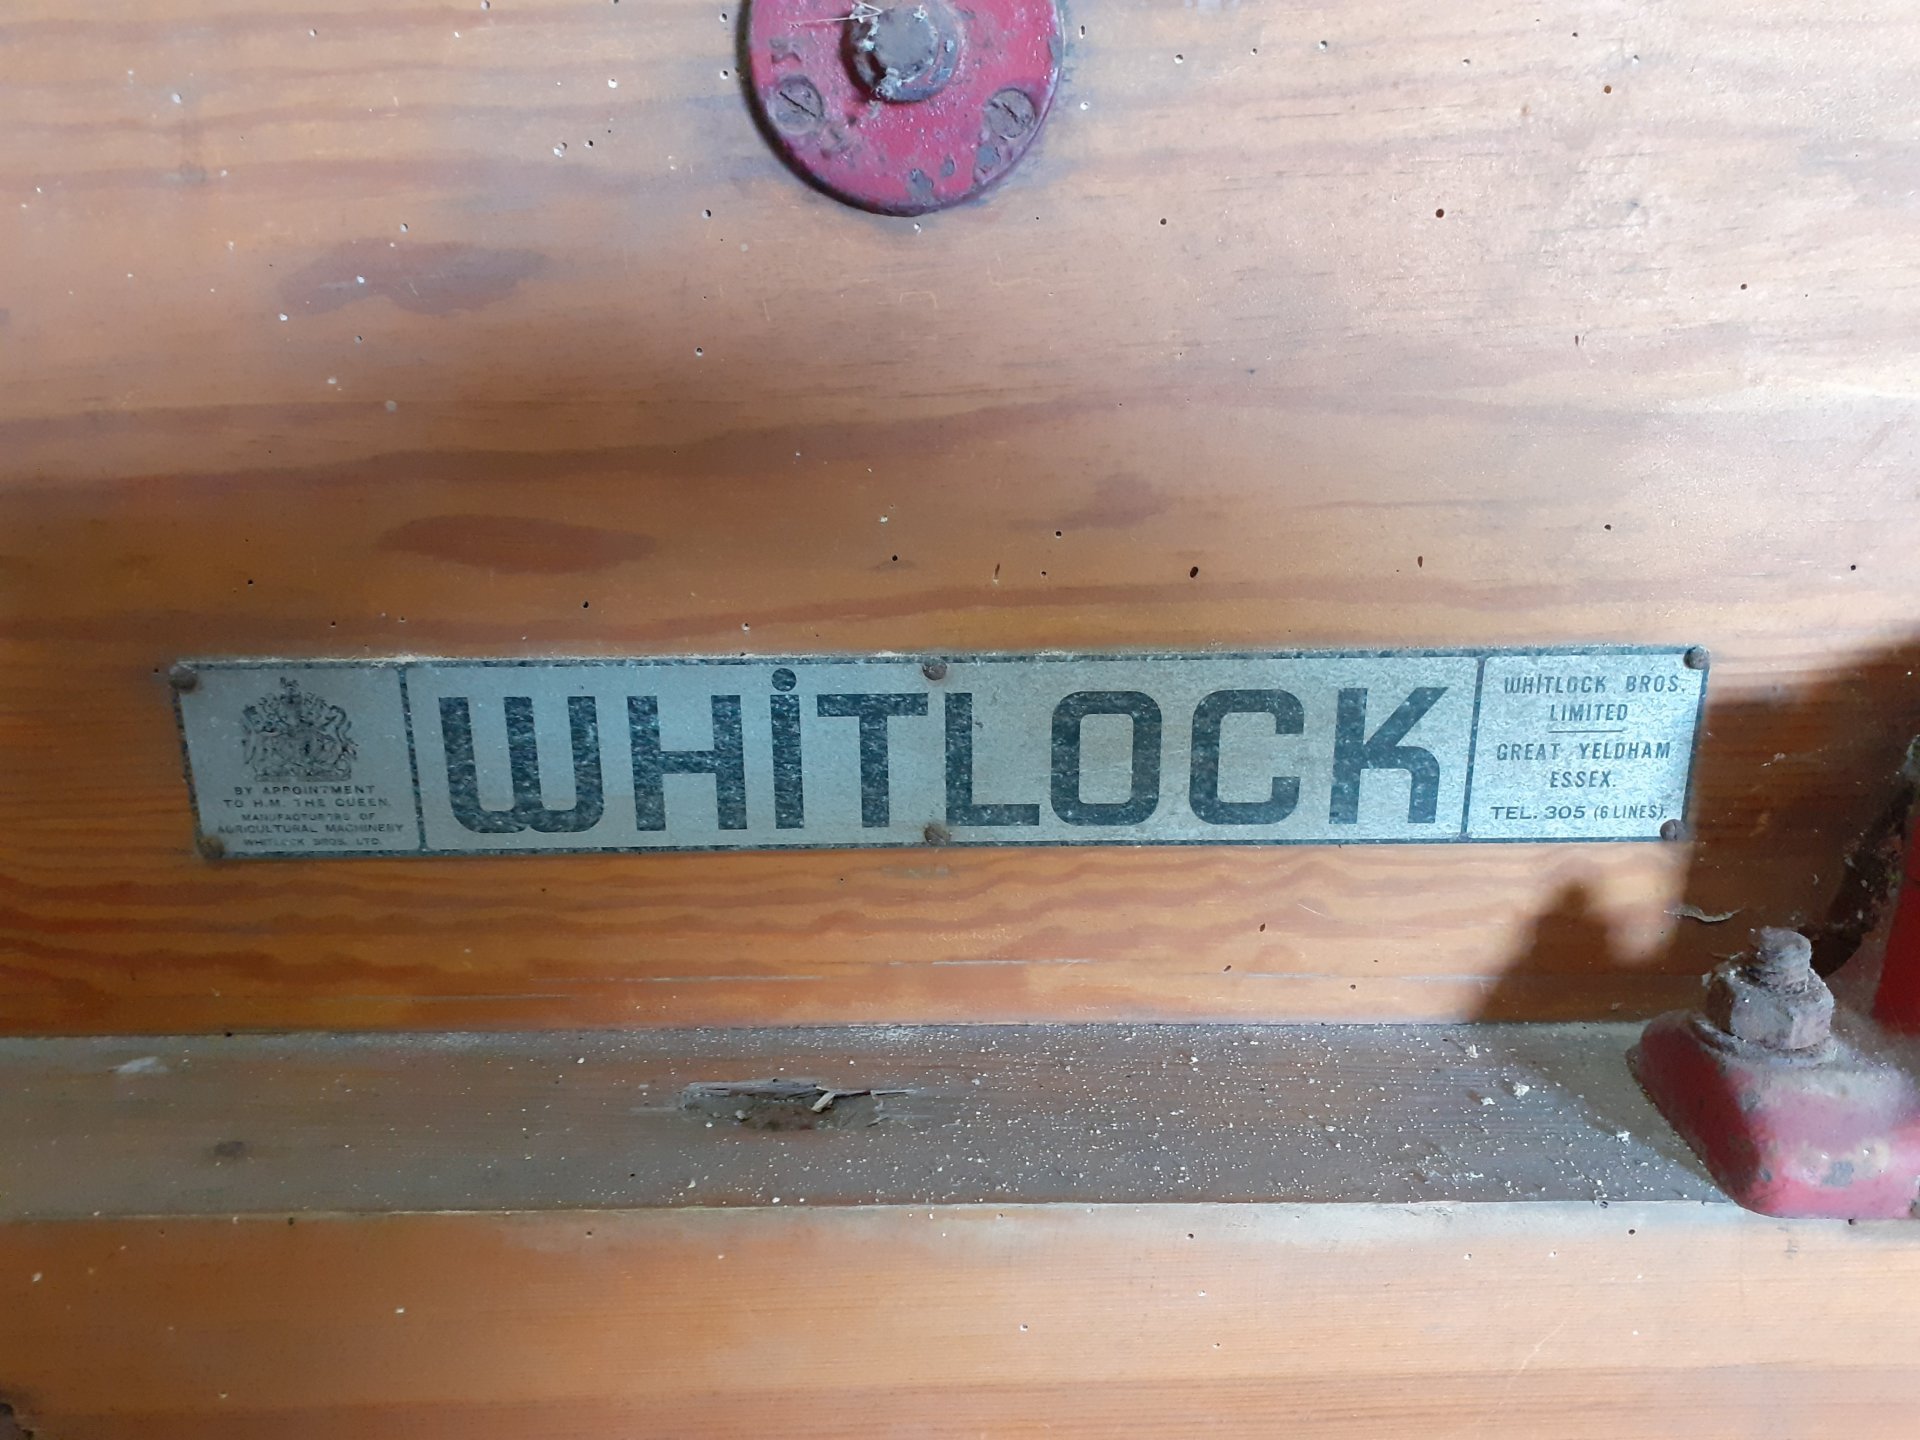 BY APPOINTMENT
TO H.M. THE QUEEN.
MANUFACTURERS OF
AGRICULTURAL MACHINERY
WHITLOCK BROS. LTD.
WHiTLOCK
WHiTLOCK BROS.
LIMITED
GREAT YELDHAM
ESSEX.
TEL. 305 (6 LINES).